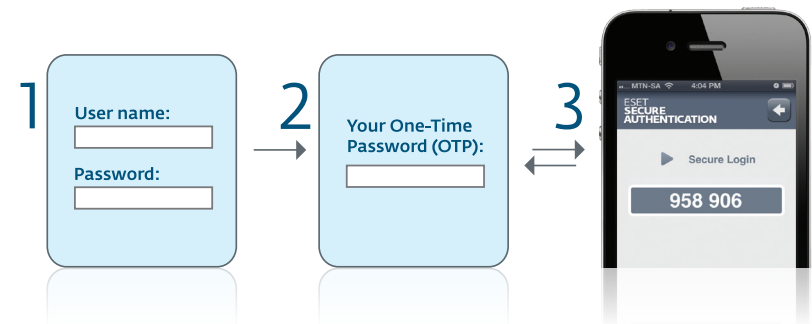 1
User name:
Password:
2
Your One-Time
Password (OTP):
3
MTN-SA 4:04 PM
ESET
SECURE
AUTHENTICATION
Secure Login
958 906